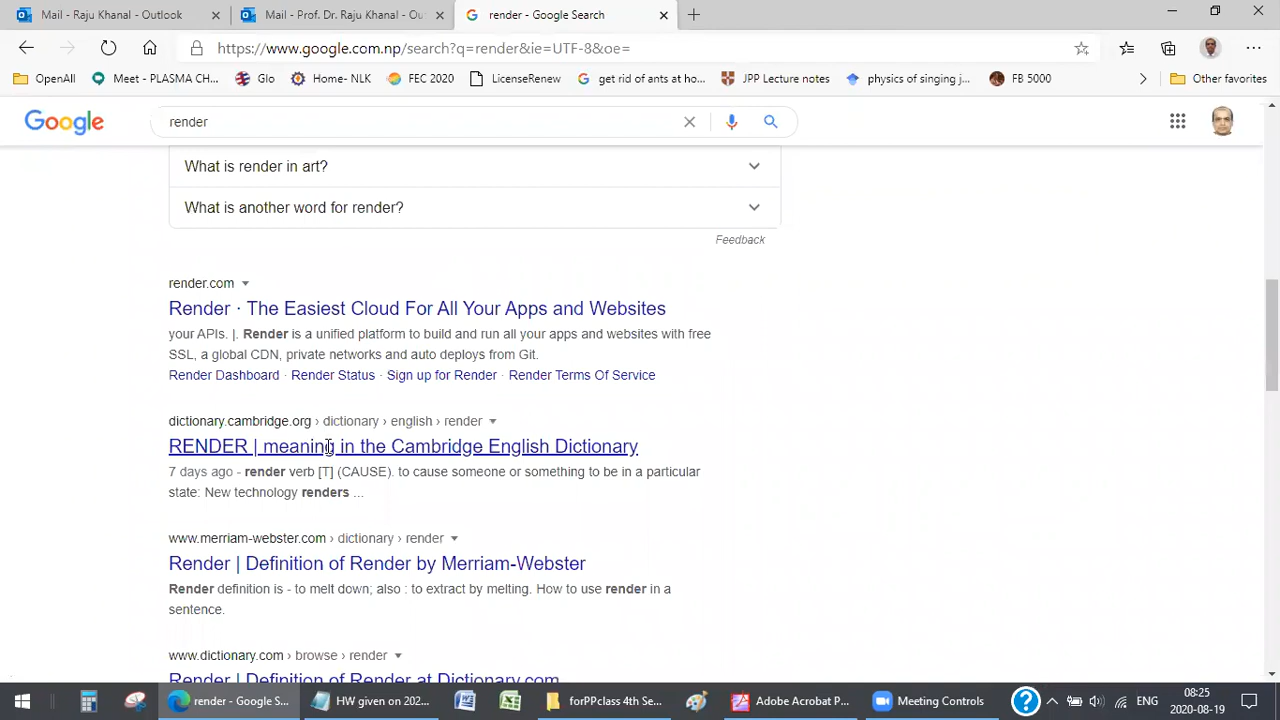 Mail - Raju Khanal - Outlook
Mail - Prof. Dr. Raju Khanal - Out
render - Google Search
https://www.google.com.np/search?q=render&ie=UTF-8&oe=
OpenAll
Meet - PLASMA CH...
Glo
Home- NLK
FEC 2020
LicenseRenew
get rid of ants at ho...
JPP Lecture notes
physics of singing j...
FB 5000
Other favorites
Google
render
What is render in art?
What is another word for render?
Feedback
render.com
Render · The Easiest Cloud For All Your Apps and Websites
your APIs. |. Render is a unified platform to build and run all your apps and websites with free
SSL, a global CDN, private networks and auto deploys from Git.
Render Dashboard · Render Status · Sign up for Render · Render Terms Of Service
dictionary.cambridge.org › dictionary › english › render
RENDER | meaning in the Cambridge English Dictionary
7 days ago - render verb [T] (CAUSE). to cause someone or something to be in a particular
state: New technology renders ...
www.merriam-webster.com › dictionary › render
Render | Definition of Render by Merriam-Webster
Render definition is - to melt down; also : to extract by melting. How to use render in a
sentence.
www.dictionary.com › browse › render
Render | Definition of Render at Dictionary.com
render - Google S...
HW given on 202...
forPPclass 4th Se...
Adobe Acrobat P...
Meeting Controls
ENG
08:25
2020-08-19